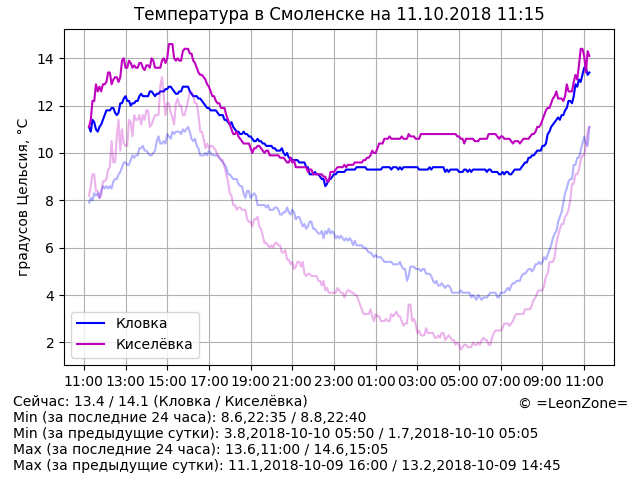 Температура в Смоленске на 11.10.2018 11:15
градусов Цельсия, °C
14
12
10
8
6
4
2
Кловка
Киселёвка
11:00 13:00 15:00 17:00 19:00 21:00 23:00 01:00 03:00 05:00 07:00 09:00 11:00
Сейчас: 13.4 / 14.1 (Кловка / Киселёвка)
© =LeonZone=
Min (за последние 24 часа): 8.6,22:35 / 8.8,22:40
Min (за предыдущие сутки): 3.8,2018-10-10 05:50 / 1.7,2018-10-10 05:05
Max (за последние 24 часа): 13.6,11:00 / 14.6,15:05
Max (за предыдущие сутки): 11.1,2018-10-09 16:00 / 13.2,2018-10-09 14:45